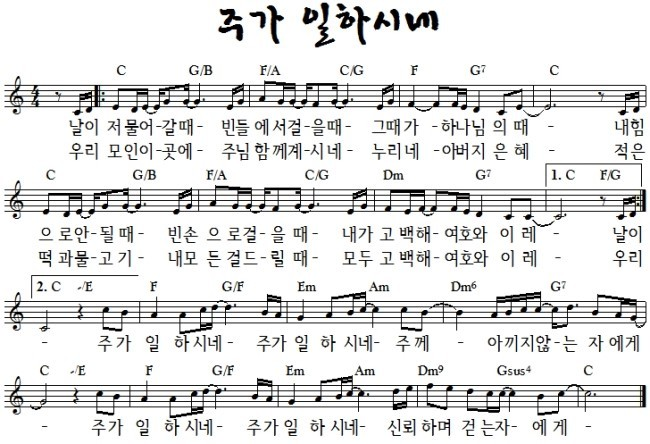 주가 일하시네
C G/B F/A C/G F G7 C
날이 저물어-갈때- 빈들 에서걸을때- 그때가 -하나님 의 때- 내힘
우리 모인이-곳에- 주님 함께계-시네- 누리네 -아버지 은 혜- 적은
C G/B F/A C/G Dm G7 1. C F/G
으로안-될때- 빈손 으로걸-을 때- 내가 고 백해-여호와 이 레- 날이
떡 과물-고 기- 내모 든 걸드-릴 때- 모두 고 백해-여호와 이 레- 우리
2. C -/E F G/F Em Am Dm6 G7
- 주가 일 하시네- 주가 일 하시네- 주께 - 아끼지않-는 자 에게
C -/E F G/F Em Am Dm9 Gsus4 C
- 주가 일 하시네- 주가 일 하시네- 신뢰 하며 걷 는자- 에 게-